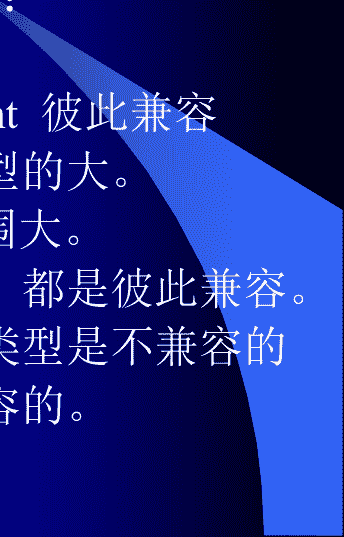 nt 彼此兼容
型的大。
围大。
都是彼此兼容。
类型是不兼容的
容的。